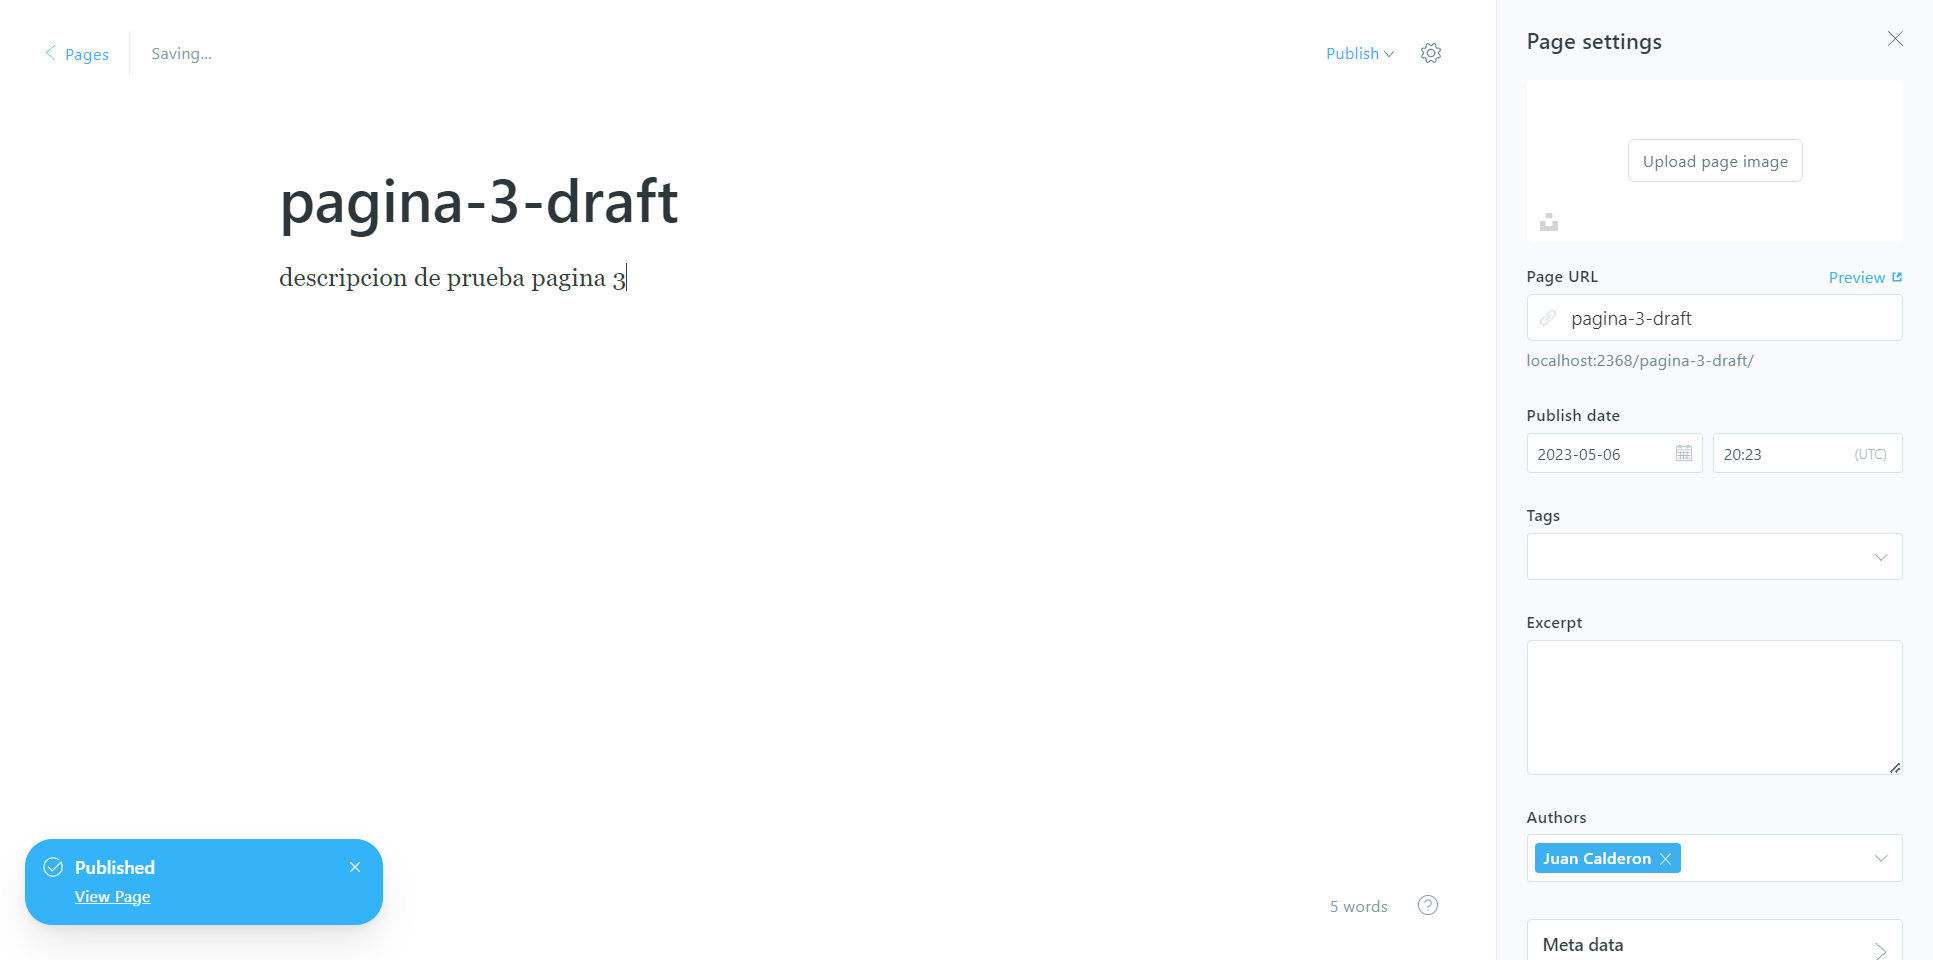 Pages
Saving...
Publish
pagina-3-draft
descripcion de prueba pagina 3
Published
View Page
5 words
?
Page settings
Upload page image
Page URL
Preview
pagina-3-draft
localhost:2368/pagina-3-draft/
Publish date
2023-05-06
20:23 (UTC)
Tags
Excerpt
Authors
Juan Calderon
Meta data